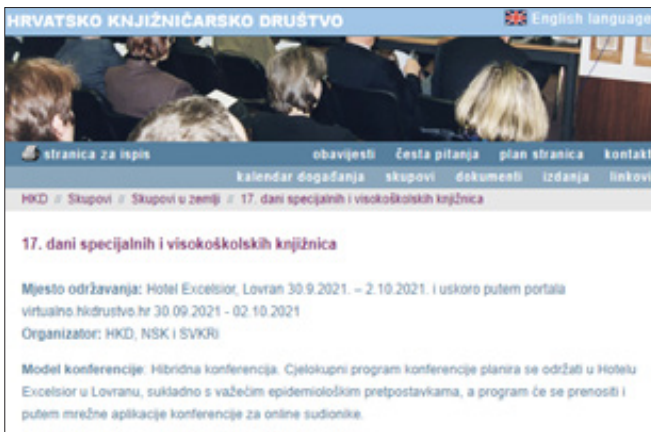 HRVATSKO KNJIŽNIČARSKO DRUŠTVO
English language
stranica za ispis
obavijesti česta pitanja plan stranica kontakt
kalendar događanja skupovi dokumenti izdanja linkovi
HKD // Skupovi // Skupovi u zemlji // 17. dani specijalnih i visokoškolskih knjižnica
17. dani specijalnih i visokoškolskih knjižnica
Mjesto održavanja: Hotel Excelsior, Lovran 30.9.2021. – 2.10.2021. i uskoro putem portala
virtualno.hkdrustvo.hr 30.09.2021 - 02.10.2021
Organizator: HKD, NSK i SVKRi
Model konferencije: Hibridna konferencija. Cjelokupni program konferencije planira se održati u Hotelu
Excelsior u Lovranu, sukladno s važećim epidemiološkim pretpostavkama, a program će se prenositi i
putem mrežne aplikacije konferencije za online sudionike.